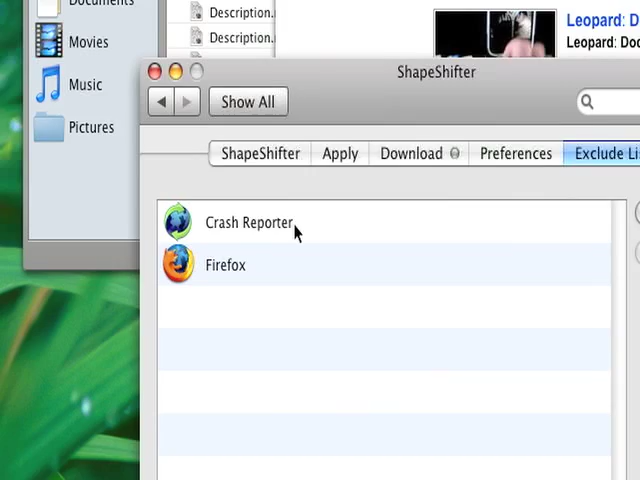 Documents
Movies
Music
Pictures
Description.
Description.
Leopard: D
Leopard: Doc
ShapeShifter
Show All
ShapeShifter
Apply
Download
Preferences
Exclude Lis
Crash Reporter
Firefox